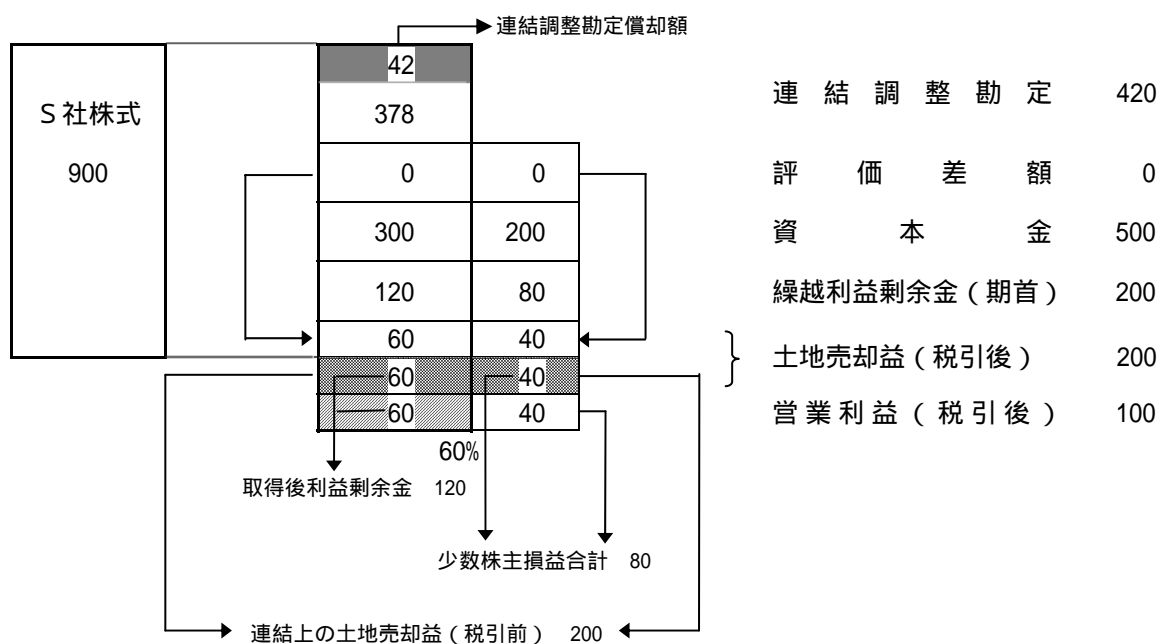 連結調整勘定償却額
42
S社株式
900
378
0 0
300 200
120 80
60 40
60 40
60 40
60%
取得後利益剰余金 120
少数株主損益合計 80
連結上の土地売却益（税引前） 200
連結調整勘定 420
評価差額 0
資本金 500
繰越利益剰余金（期首） 200
土地売却益（税引後） 200
営業利益（税引後） 100